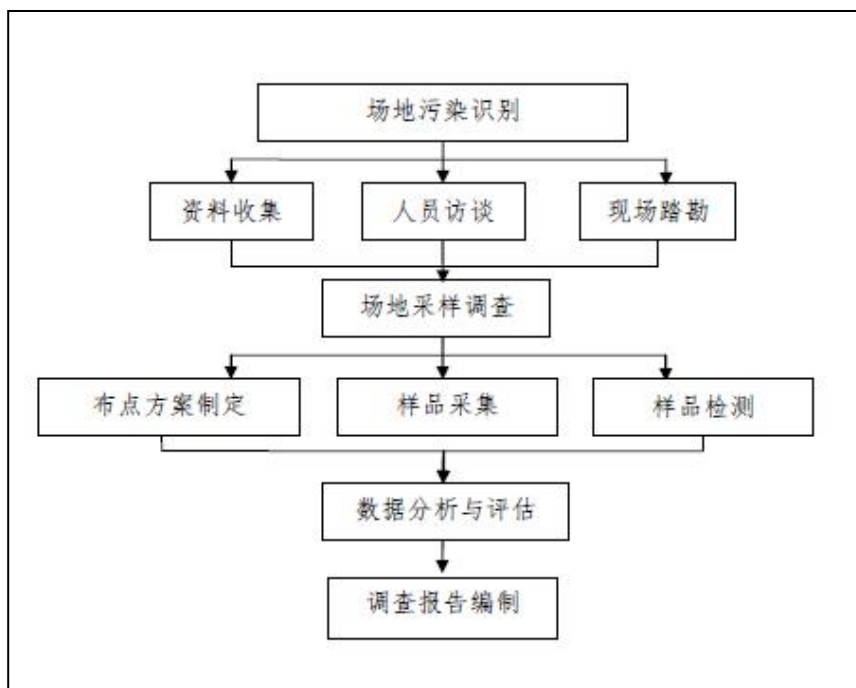 场地污染识别
资料收集
人员访谈
现场踏勘
场地采样调查
布点方案制定
样品采集
样品检测
数据分析与评估
调查报告编制